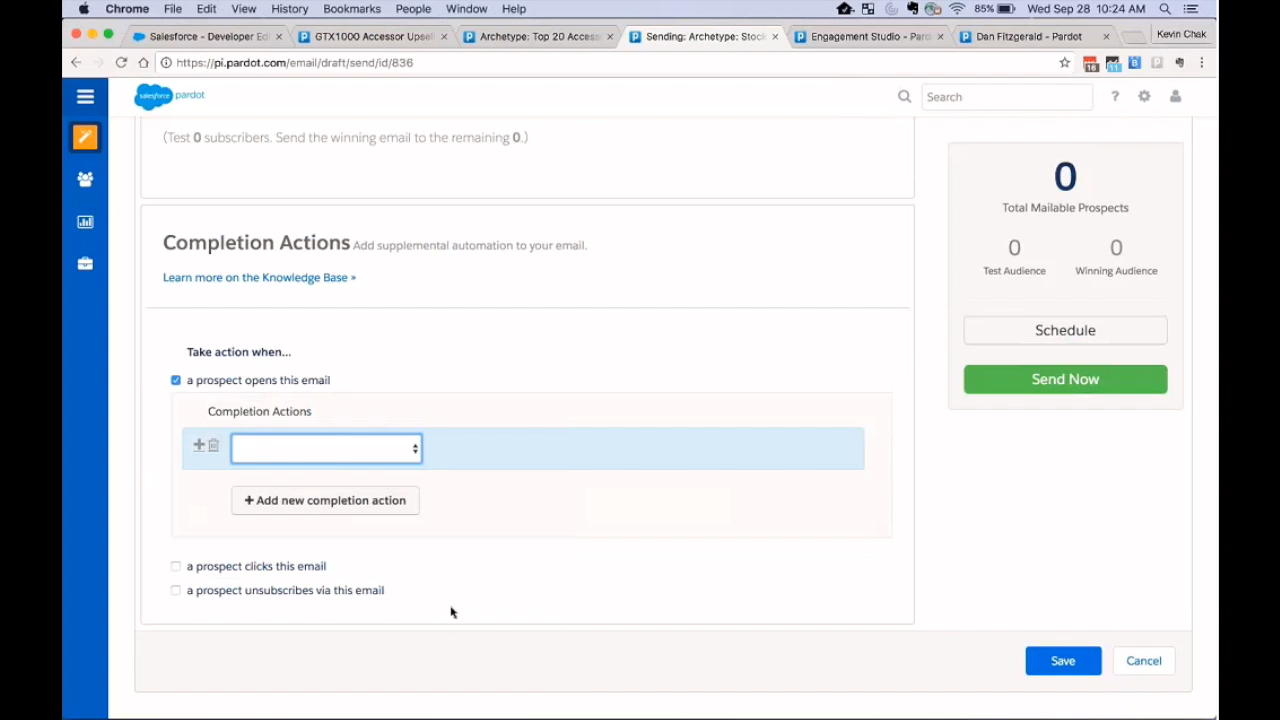 Chrome File Edit View History Bookmarks People Window Help 85% Wed Sep 28 10:24 AM
Salesforce - Developer Edi × GTX1000 Accessor Upsell × Archetype: Top 20 Access × Sending: Archetype: Stock × Engagement Studio - Pard × Dan Fitzgerald - Pardot × Kevin Chak
https://pi.pardot.com/email/draft/send/id/836
salesforce pardot Search ?
(Test 0 subscribers. Send the winning email to the remaining 0.)
0
Total Mailable Prospects
0 0
Test Audience Winning Audience
Schedule
Send Now
Completion Actions Add supplemental automation to your email.
Learn more on the Knowledge Base »
Take action when...
a prospect opens this email
Completion Actions
+ Add new completion action
a prospect clicks this email
a prospect unsubscribes via this email
Save Cancel